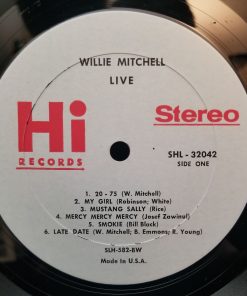 WILLIE MITCHELL
LIVE
Hi
RECORDS
Stereo
SHL - 32042
SIDE ONE
1. 20 - 75 (W. Mitchell)
2. MY GIRL (Robinson; White)
3. MUSTANG SALLY (Rice)
4. MERCY MERCY MERCY (Josef Zawinul)
5. SMOKIE (Bill Black)
6. LATE DATE (W. Mitchell; B. Emmons; R. Young)
SLH-582-BW
Made In U.S.A.